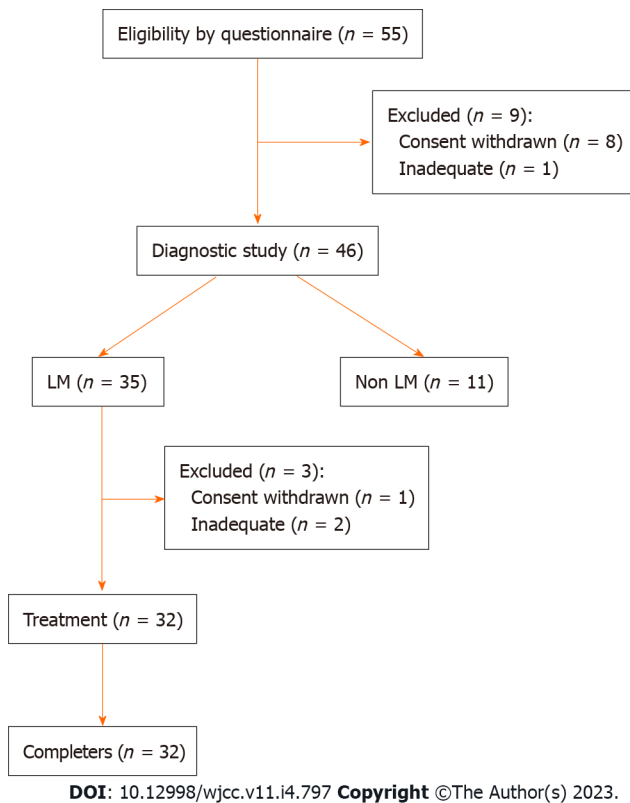 Eligibility by questionnaire (n = 55)
Excluded (n = 9):
Consent withdrawn (n = 8)
Inadequate (n = 1)
Diagnostic study (n = 46)
LM (n = 35)
Non LM (n = 11)
Excluded (n = 3):
Consent withdrawn (n = 1)
Inadequate (n = 2)
Treatment (n = 32)
Completers (n = 32)
DOI: 10.12998/wjcc.v11.i4.797 Copyright ©The Author(s) 2023.